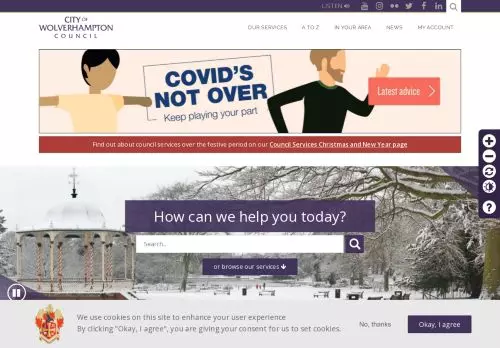 LISTEN
CITY OF
WOLVERHAMPTON
COUNCIL
OUR SERVICES A TO Z IN YOUR AREA NEWS MY ACCOUNT
COVID'S
NOT OVER
Keep playing your part
Latest advice
Find out about council services over the festive period on our Council Services Christmas and New Year page
How can we help you today?
Search..
or browse our services
We use cookies on this site to enhance your user experience
By clicking "Okay, I agree", you are giving your consent for us to set cookies.
No, thanks
Okay, I agree